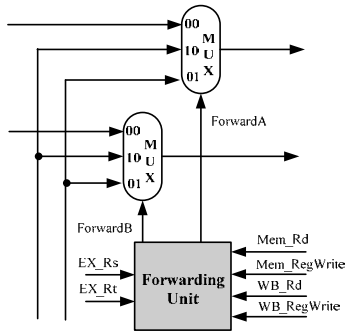 00
M
10 U
01 X
ForwardA
00
M
10 U
01 X
ForwardB
Mem_Rd
EX_Rs
Mem_RegWrite
Forwarding
Unit
EX_Rt
WB_Rd
WB_RegWrite